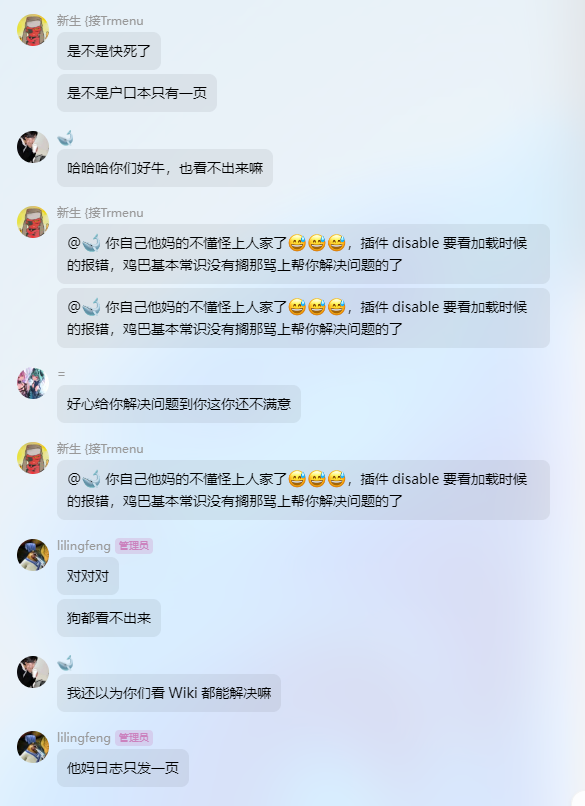 新生 {接Trmenu
是不是快死了
是不是户口本只有一页
哈哈哈你们好牛，也看不出来嘛
新生 {接Trmenu
@🐳 你自己他妈的不懂怪上人家了😅😅😅，插件 disable 要看加载时候
的报错，鸡巴基本常识没有搁那骂上帮你解决问题的了
@🐳 你自己他妈的不懂怪上人家了😅😅😅，插件 disable 要看加载时候
的报错，鸡巴基本常识没有搁那骂上帮你解决问题的了
=
好心给你解决问题到你这你还不满意
新生 {接Trmenu
@🐳 你自己他妈的不懂怪上人家了😅😅😅，插件 disable 要看加载时候
的报错，鸡巴基本常识没有搁那骂上帮你解决问题的了
lilingfeng 管理员
对对对
狗都看不出来
我还以为你们看 Wiki 都能解决嘛
lilingfeng 管理员
他妈日志只发一页